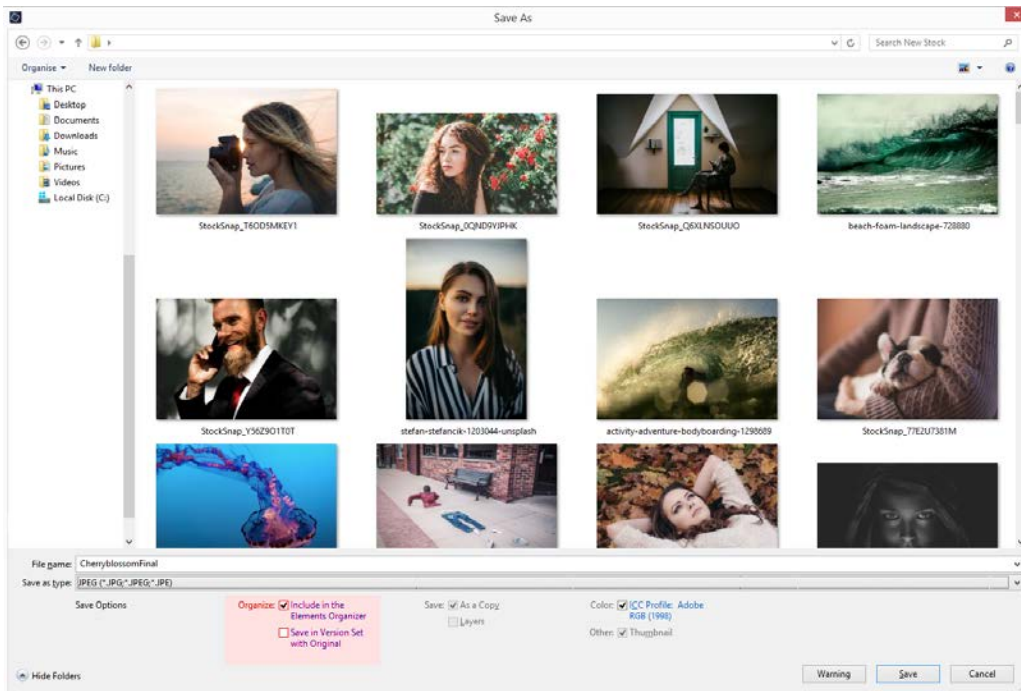 Save As
Search New Stock
Organise
New folder
This PC
Desktop
Documents
Downloads
Music
Pictures
Videos
Local Disk (C:)
StockSnap_T6OD5MKEY1
StockSnap_0QND9YJPHK
StockSnap_Q6XLNSOUUO
beach-foam-landscape-728880
StockSnap_Y56Z9O1T0T
stefan-stefancik-1203044-unsplash
activity-adventure-bodyboarding-1298689
StockSnap_77E2U7381M
File name: CherryblossomFinal
Save as type: JPEG (*.JPG;*.JPEG;*.JPE)
Save Options
Organize: Include in the
Elements Organizer
Save in Version Set
with Original
Save: As a Copy
Layers
Color: ICC Profile: Adobe
RGB (1998)
Other: Thumbnail
Hide Folders
Warning
Save
Cancel